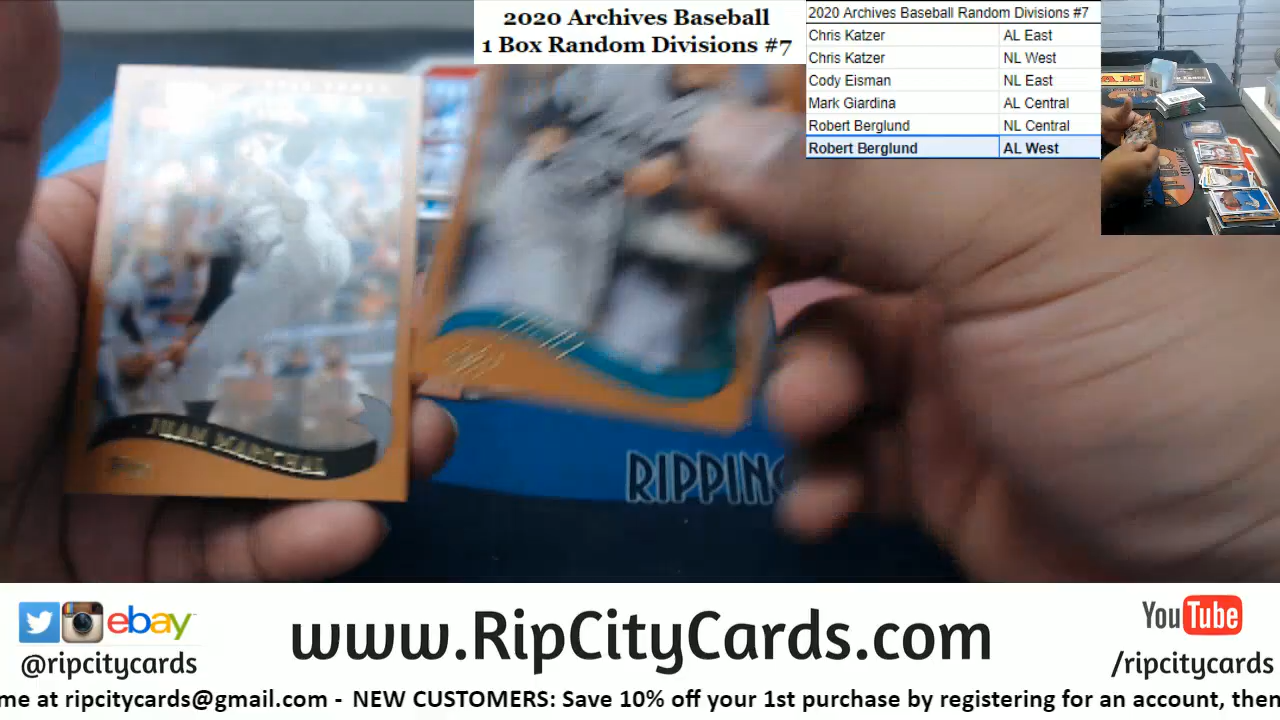 2020 Archives Baseball
1 Box Random Divisions #7
2020 Archives Baseball Random Divisions #7
Chris Katzer AL East
Chris Katzer NL West
Cody Eisman NL East
Mark Giardina AL Central
Robert Berglund NL Central
Robert Berglund AL West
JUAN MARICHAL
RIPPING
ebay
@ripcitycards
www.RipCityCards.com
YouTube
/ripcitycards
me at ripcitycards@gmail.com - NEW CUSTOMERS: Save 10% off your 1st purchase by registering for an account, then